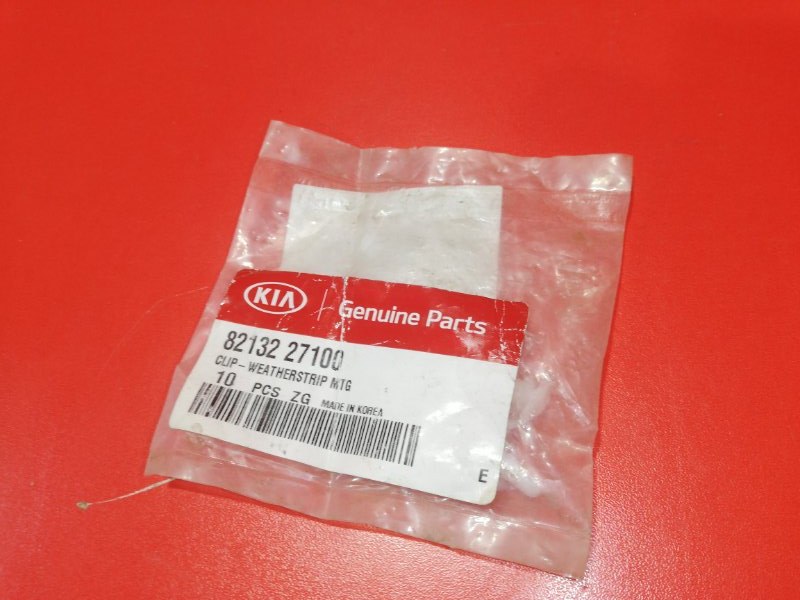 KIA Genuine Parts
82132 27100
CLIP-WEATHERSTRIP MTG
10 PCS ZG MADE IN KOREA
E